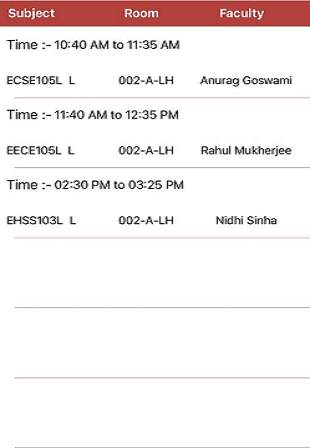 Subject Room Faculty
Time :- 10:40 AM to 11:35 AM
ECSE105L L 002-A-LH Anurag Goswami
Time :- 11:40 AM to 12:35 PM
EECE105L L 002-A-LH Rahul Mukherjee
Time :- 02:30 PM to 03:25 PM
EHSS103L L 002-A-LH Nidhi Sinha